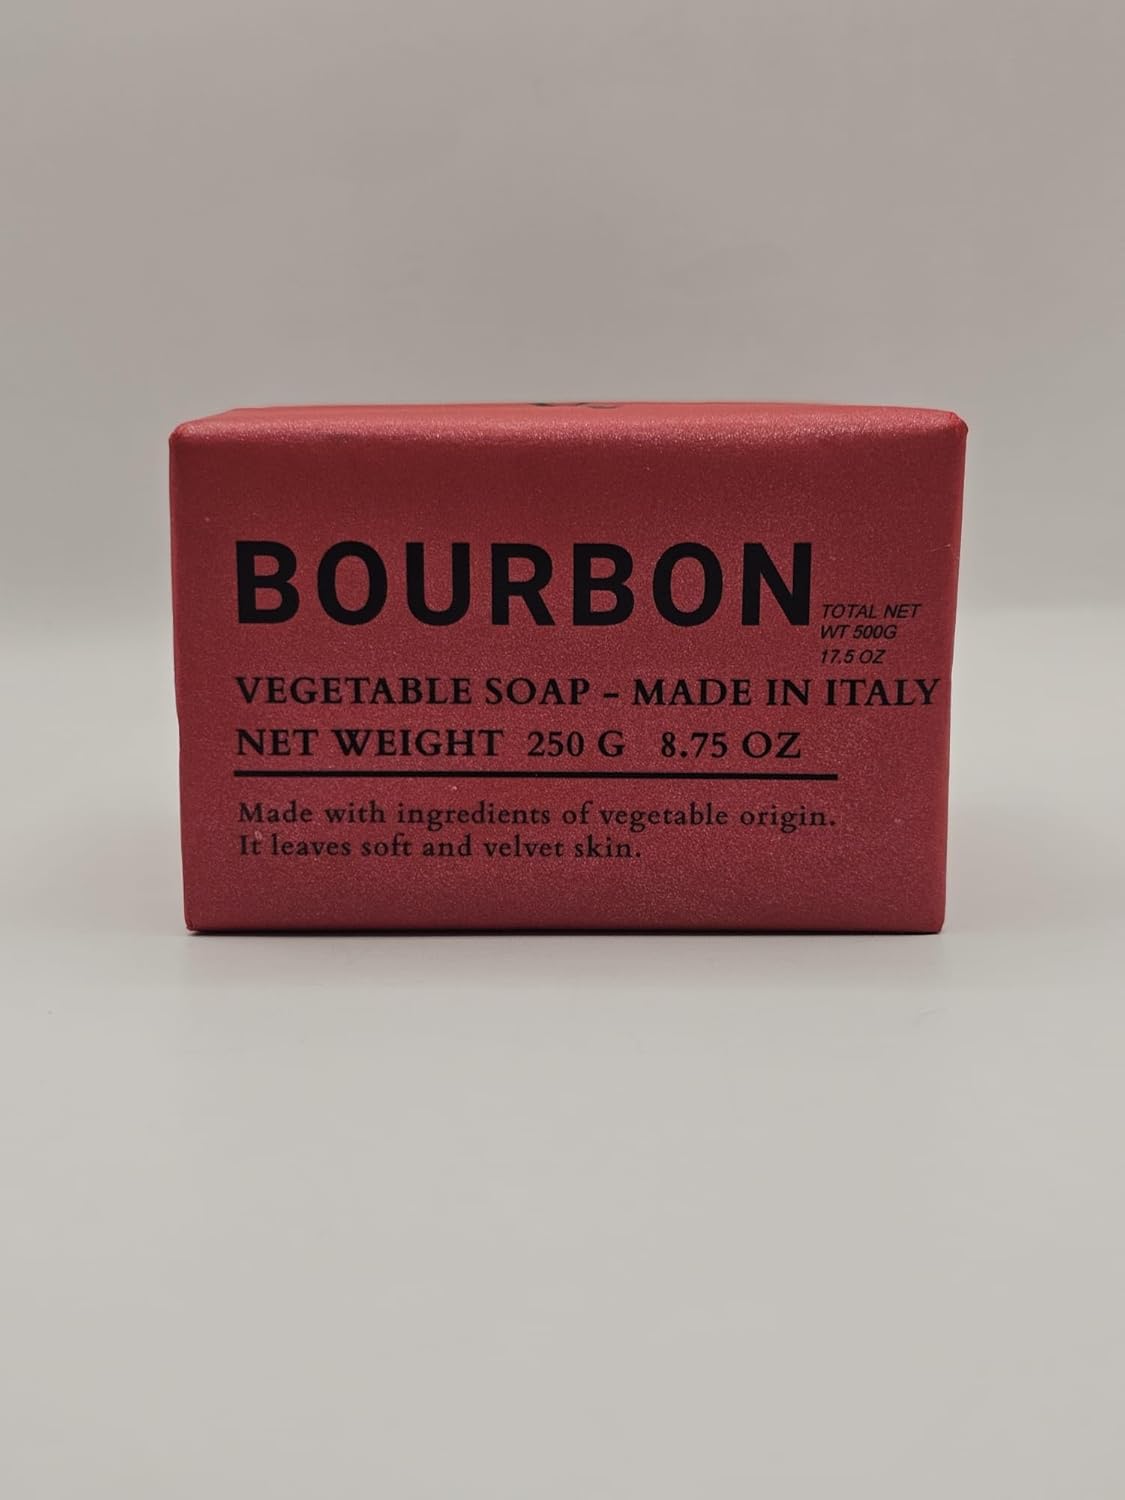 BOURBON
TOTAL NET
WT 500G
17.5 OZ
VEGETABLE SOAP - MADE IN ITALY
NET WEIGHT 250 G 8.75 OZ
Made with ingredients of vegetable origin.
It leaves soft and velvet skin.